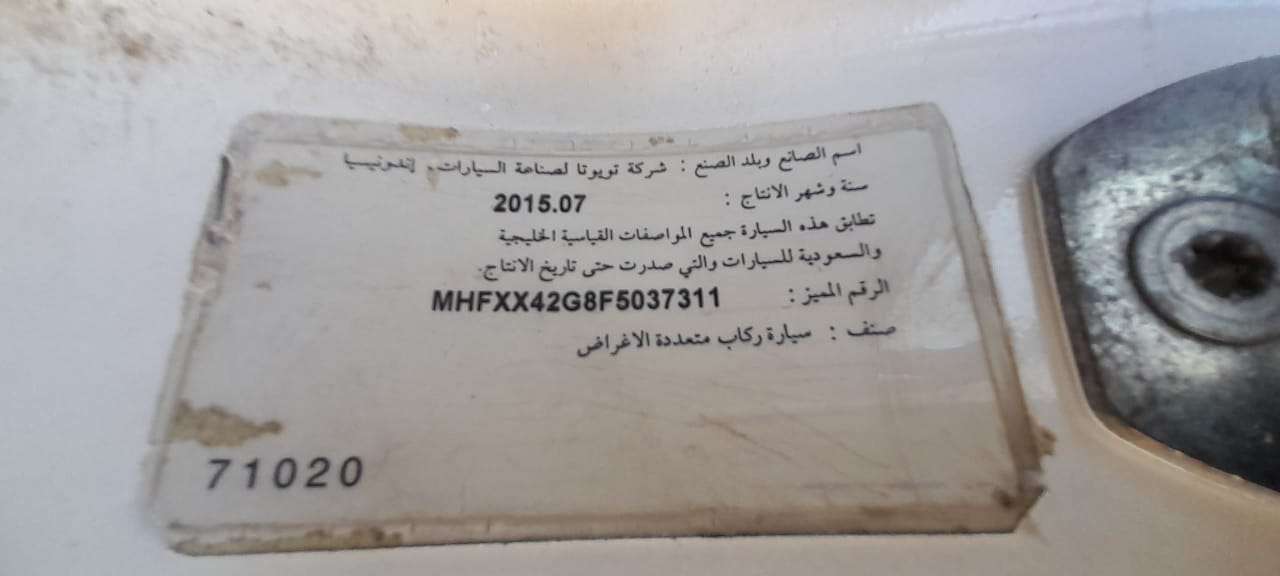 اسم الصانع وبلد الصنع : شركة تويوتا لصناعة السيارات، إندونيسيا
سنة وشهر الانتاج : 2015.07
تطابق هذه السيارة جميع المواصفات القياسية الخليجية
والسعودية للسيارات والتي صدرت حتى تاريخ الانتاج.
الرقم المميز : MHFXX42G8F5037311
صنف : سيارة ركاب متعددة الاغراض
71020